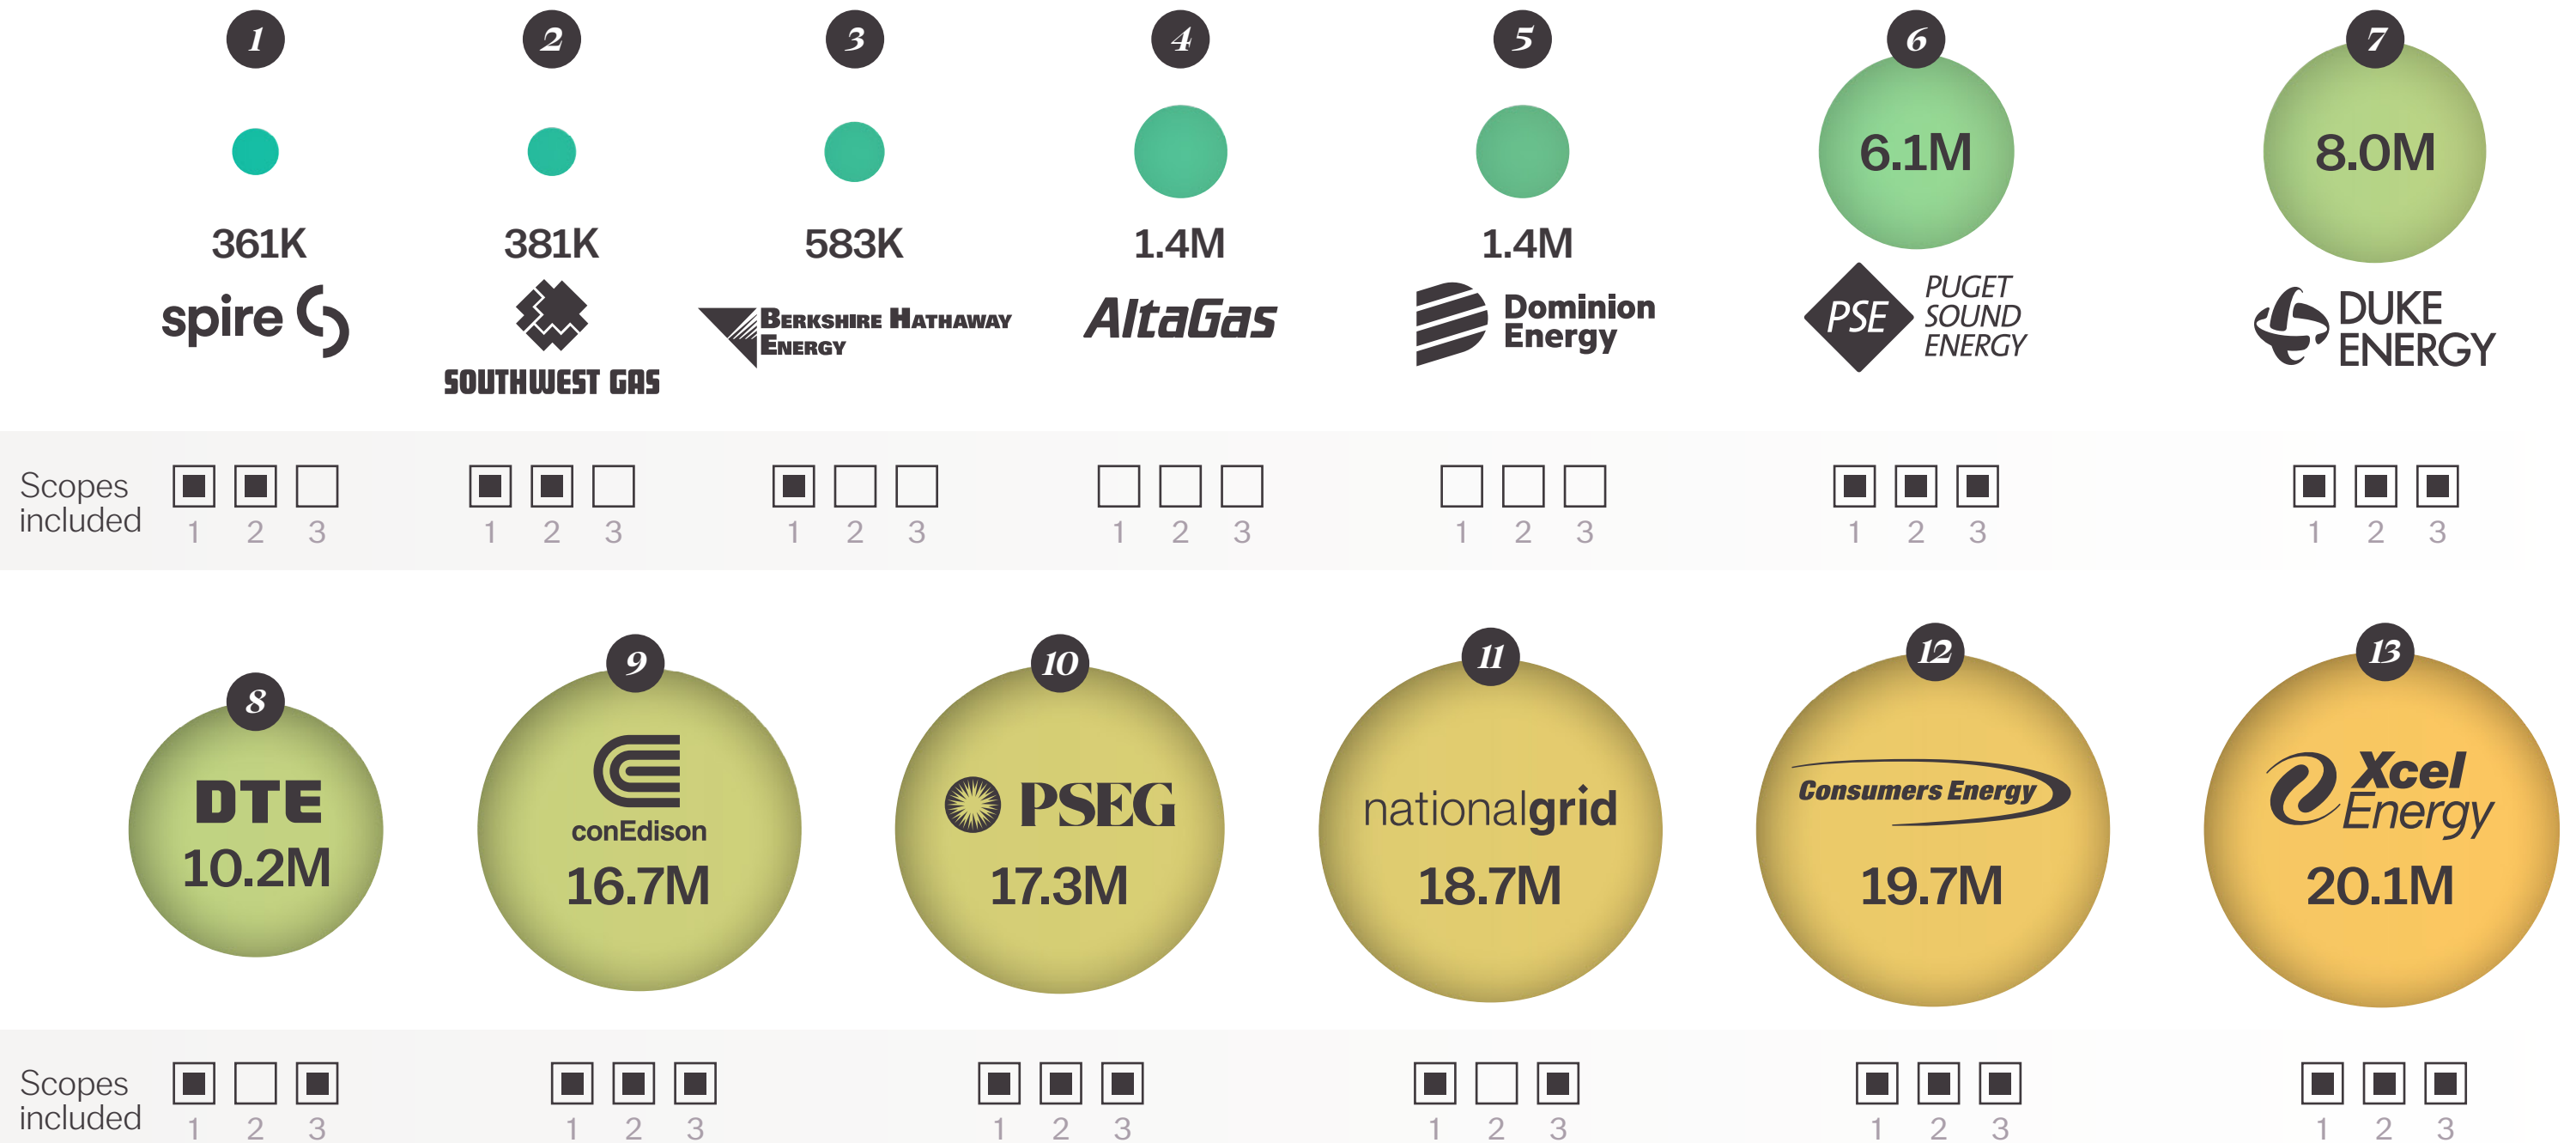 1 2 3 4 5 6 7
6.1M 8.0M
361K 381K 583K 1.4M 1.4M
spire
SOUTHWEST GAS
BERKSHIRE HATHAWAY
ENERGY
AltaGas
Dominion
Energy
PSE
PUGET
SOUND
ENERGY
DUKE
ENERGY
Scopes
included
1 2 3 1 2 3 1 2 3 1 2 3 1 2 3 1 2 3 1 2 3
8 9 10 11 12 13
DTE
10.2M
conEdison
16.7M
PSEG
17.3M
nationalgrid
18.7M
Consumers Energy
19.7M
Xcel
Energy
20.1M
Scopes
included
1 2 3 1 2 3 1 2 3 1 2 3 1 2 3 1 2 3